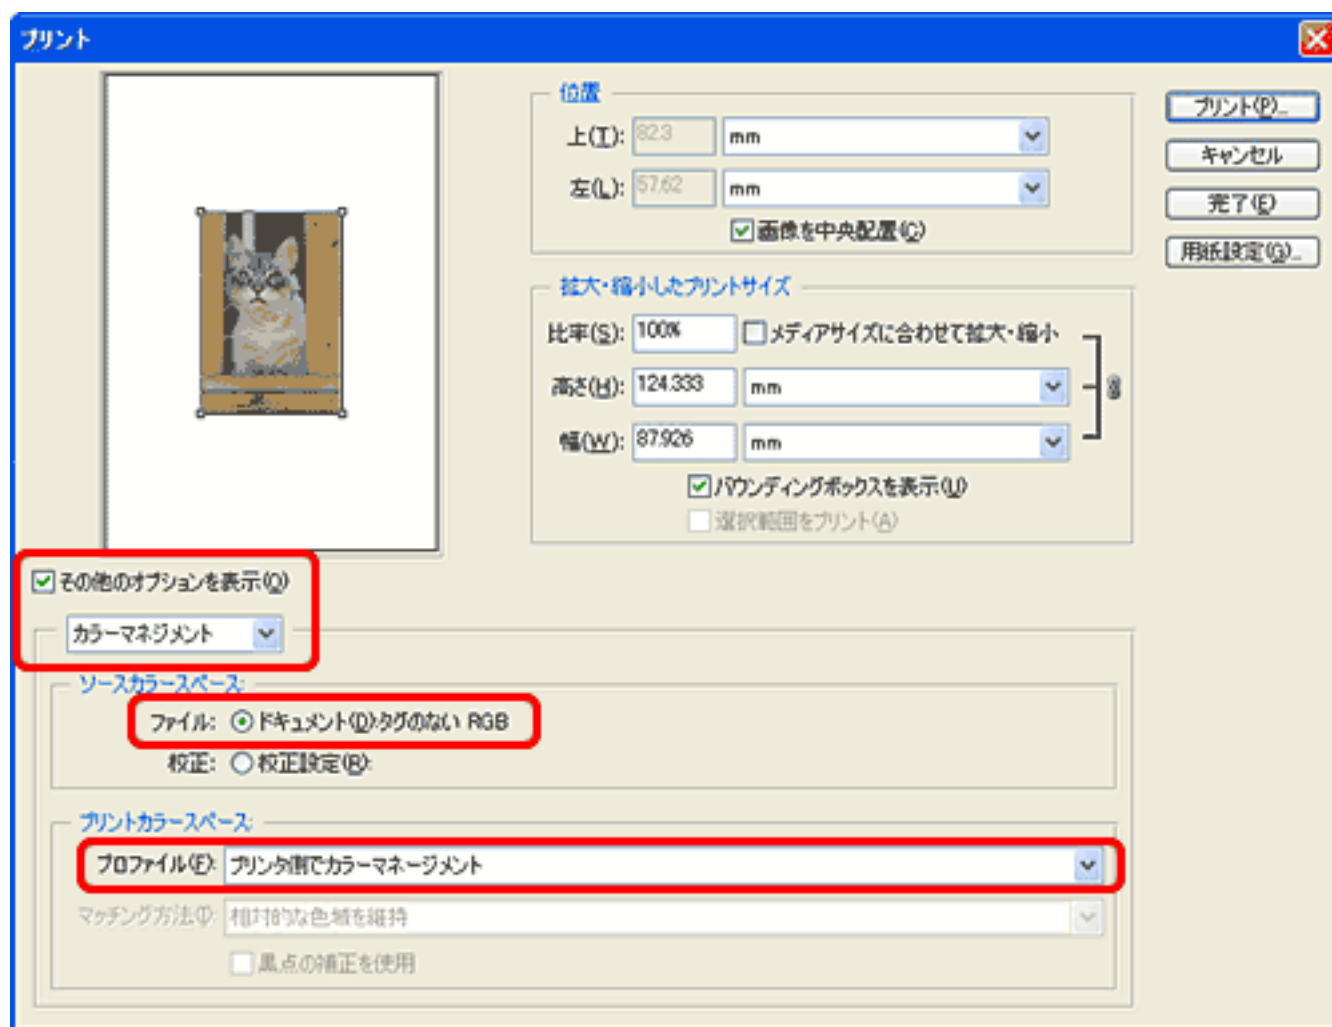 プリント
位置
上(T): 82.3 mm
左(L): 57.62 mm
画像を中央配置(C)
拡大・縮小したプリントサイズ
比率(S): 100% メディアサイズに合わせて拡大・縮小
高さ(H): 124.333 mm
幅(W): 87.926 mm
バウンディングボックスを表示(U)
選択範囲をプリント(A)
プリント(P)...
キャンセル
完了(E)
用紙設定(G)...
その他のオプションを表示(O)
カラーマネジメント
ソースカラースペース:
ファイル: ドキュメント(D):タグのない RGB
校正: 校正設定(R):
プリントカラースペース:
プロファイル(F): プリンタ側でカラーマネージメント
マッチング方法(I): 相対的な色域を維持
黒点の補正を使用